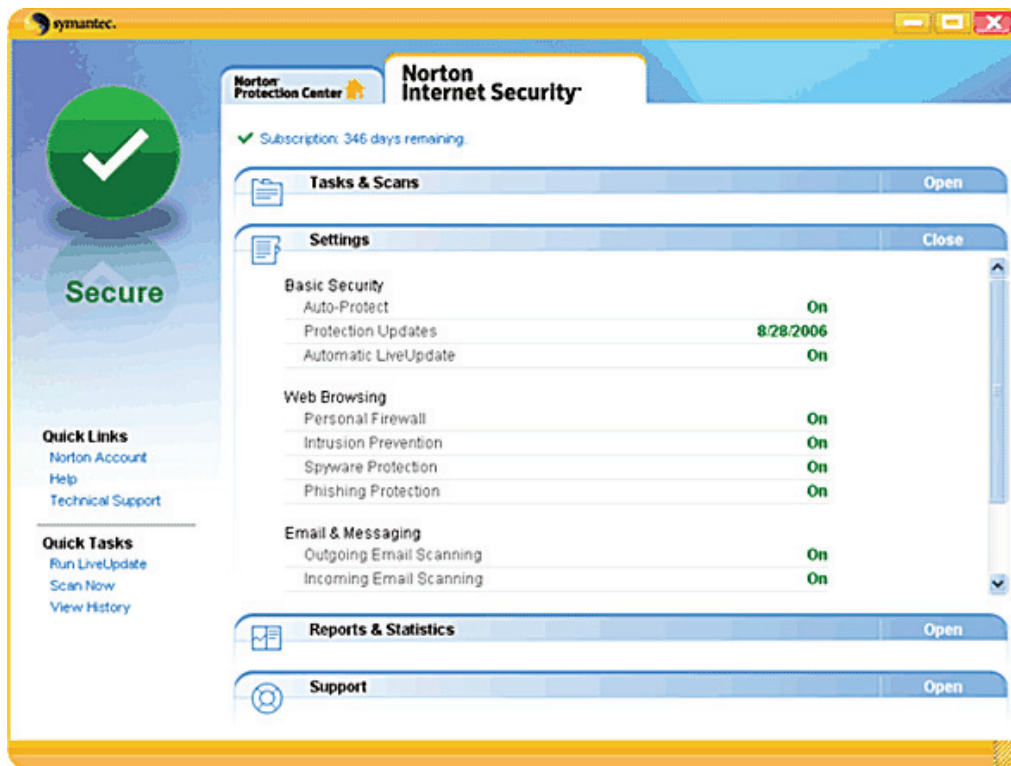 symantec.
Norton
Protection Center
Norton
Internet Security
Subscription: 346 days remaining.
Secure
Quick Links
Norton Account
Help
Technical Support
Quick Tasks
Run LiveUpdate
Scan Now
View History
Tasks & Scans Open
Settings Close
Basic Security
Auto-Protect On
Protection Updates 8/28/2006
Automatic LiveUpdate On
Web Browsing
Personal Firewall On
Intrusion Prevention On
Spyware Protection On
Phishing Protection On
Email & Messaging
Outgoing Email Scanning On
Incoming Email Scanning On
Reports & Statistics Open
Support Open